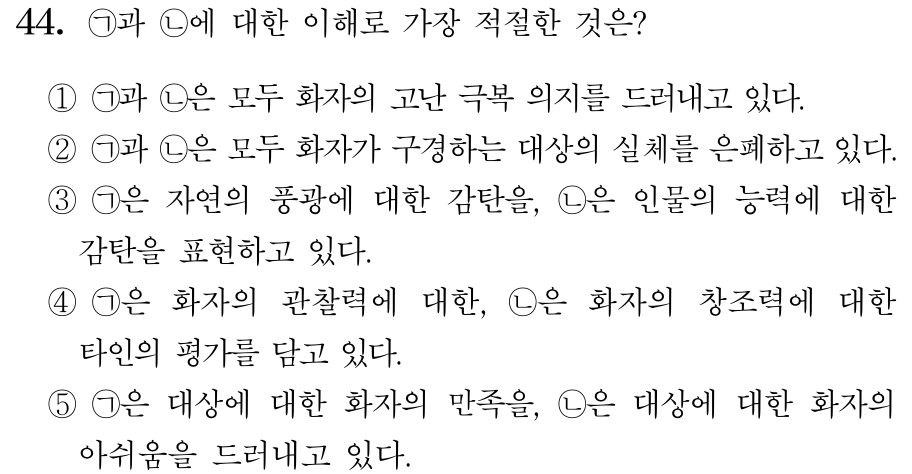 44. ㉠과 ㉡에 대한 이해로 가장 적절한 것은?
① ㉠과 ㉡은 모두 화자의 고난 극복 의지를 드러내고 있다.
② ㉠과 ㉡은 모두 화자가 구경하는 대상의 실체를 은폐하고 있다.
③ ㉠은 자연의 풍광에 대한 감탄을, ㉡은 인물의 능력에 대한
감탄을 표현하고 있다.
④ ㉠은 화자의 관찰력에 대한, ㉡은 화자의 창조력에 대한
타인의 평가를 담고 있다.
⑤ ㉠은 대상에 대한 화자의 만족을, ㉡은 대상에 대한 화자의
아쉬움을 드러내고 있다.